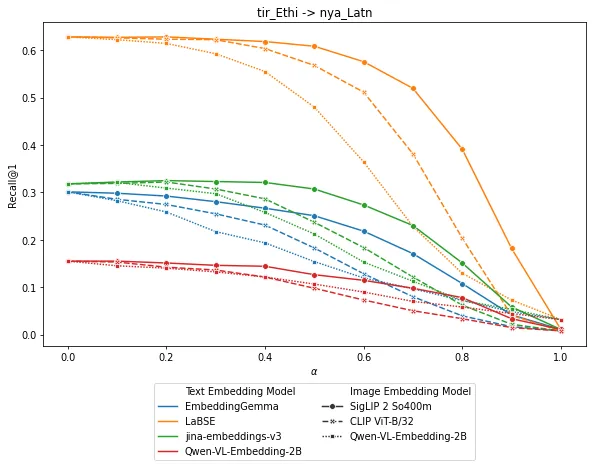 tir_Ethi -> nya_Latn
Recall@1
0.6
0.5
0.4
0.3
0.2
0.1
0.0
0.0 0.2 0.4 0.6 0.8 1.0
α
Text Embedding Model Image Embedding Model
EmbeddingGemma SigLIP 2 So400m
LaBSE CLIP ViT-B/32
jina-embeddings-v3 Qwen-VL-Embedding-2B
Qwen-VL-Embedding-2B